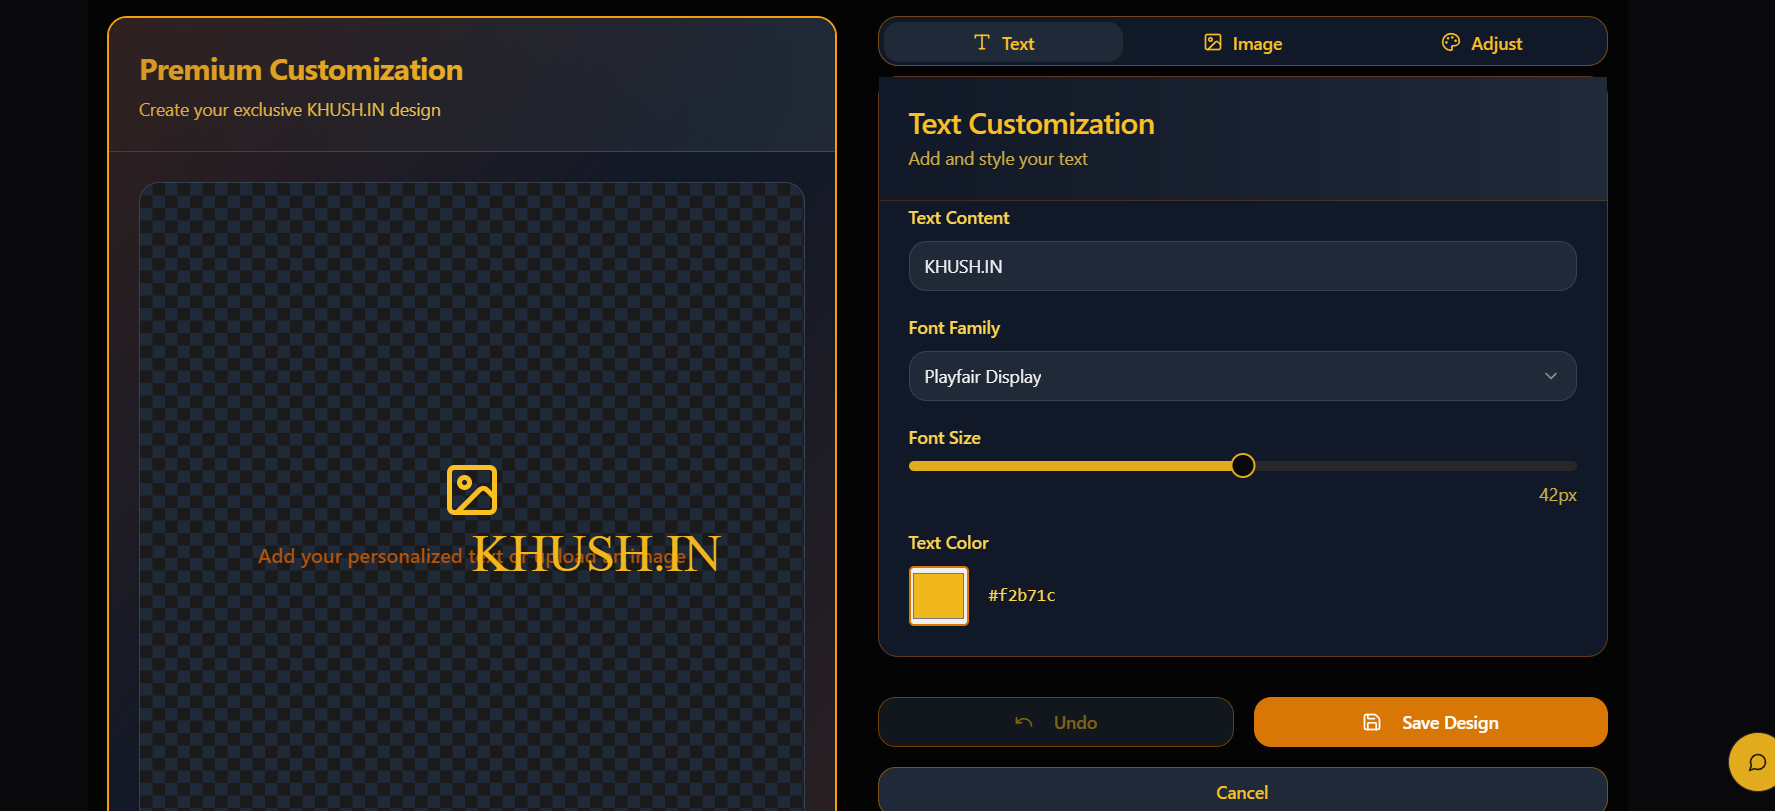 Premium Customization
Create your exclusive KHUSH.IN design
Add your personalized text or upload an image
KHUSH.IN
Text
Image
Adjust
Text Customization
Add and style your text
Text Content
KHUSH.IN
Font Family
Playfair Display
Font Size
42px
Text Color
#f2b71c
Undo
Save Design
Cancel